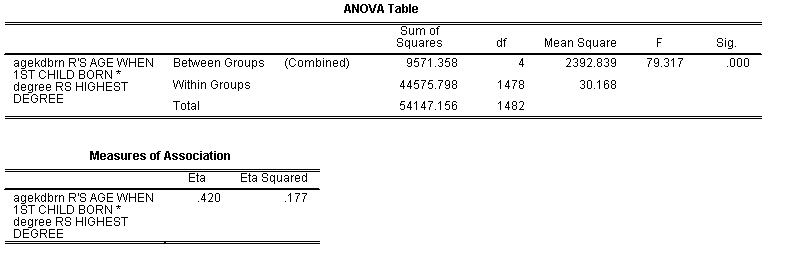 ANOVA Table
Sum of Squares df Mean Square F Sig.
agekdbrn R'S AGE WHEN 1ST CHILD BORN * degree RS HIGHEST DEGREE Between Groups (Combined) 9571.358 4 2392.839 79.317 .000
Within Groups 44575.798 1478 30.168
Total 54147.156 1482
Measures of Association
Eta Eta Squared
agekdbrn R'S AGE WHEN 1ST CHILD BORN * degree RS HIGHEST DEGREE .420 .177